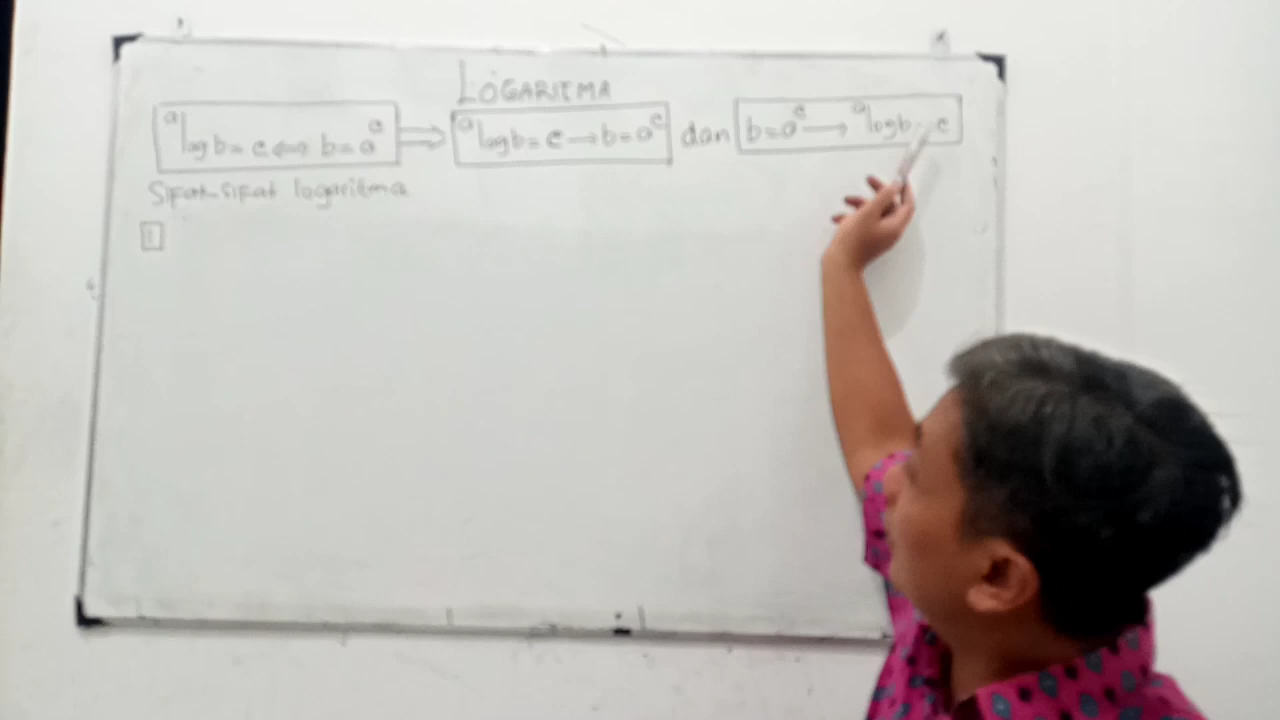 LOGARITMA
ᵃlog b = c ⟷ b = aᶜ ⟹ ᵃlog b = c → b = aᶜ dan b = aᶜ → ᵃlog b = c
Sifat-sifat logaritma
1